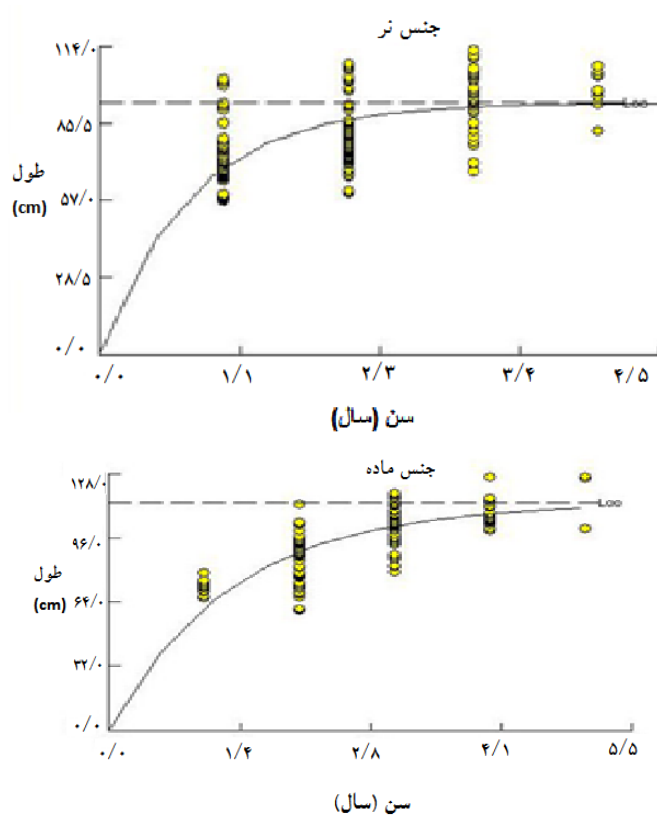 جنس نر
۱۱۴/۰
۸۵/۵
۵۷/۰
۲۸/۵
۰/۰
طول
(cm)
Loo
۰/۰ ۱/۱ ۲/۳ ۳/۴ ۴/۵
سن (سال)
جنس ماده
۱۲۸/۰
۹۶/۰
۶۴/۰
۳۲/۰
۰/۰
طول
(cm)
Loo
۰/۰ ۱/۴ ۲/۸ ۴/۱ ۵/۵
سن (سال)